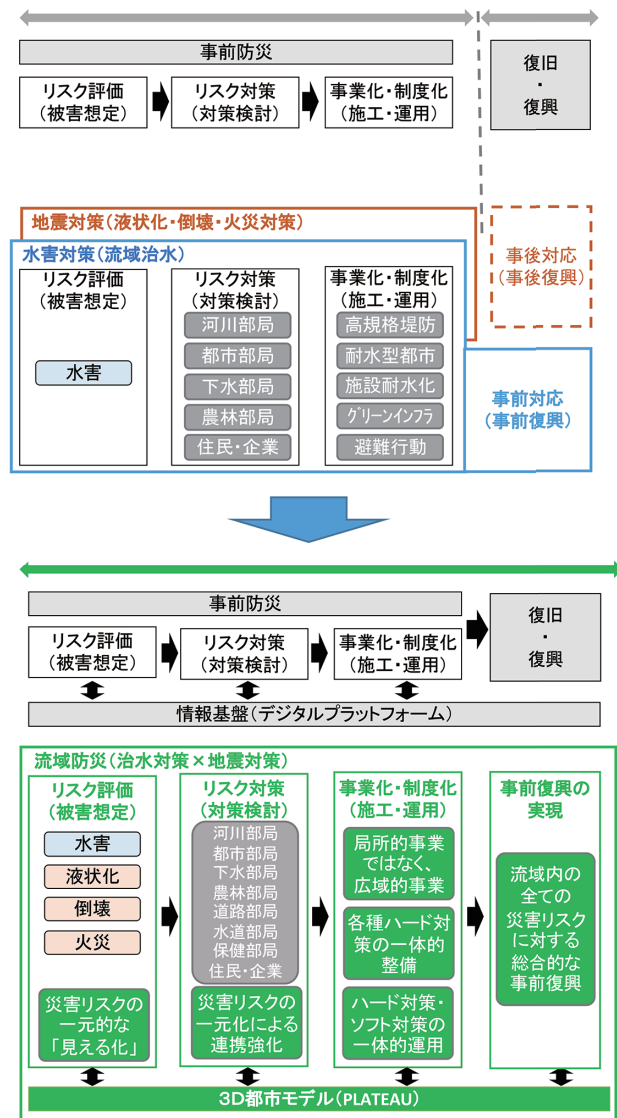 事前防災
リスク評価
(被害想定)
リスク対策
(対策検討)
事業化・制度化
(施工・運用)
復旧
・
復興
地震対策(液状化・倒壊・火災対策)
水害対策(流域治水)
リスク評価
(被害想定)
水害
リスク対策
(対策検討)
河川部局
都市部局
下水部局
農林部局
住民・企業
事業化・制度化
(施工・運用)
高規格堤防
耐水型都市
施設耐水化
グリーンインフラ
避難行動
事後対応
(事後復興)
事前対応
(事前復興)
事前防災
リスク評価
(被害想定)
リスク対策
(対策検討)
事業化・制度化
(施工・運用)
復旧
・
復興
情報基盤(デジタルプラットフォーム)
流域防災(治水対策×地震対策)
リスク評価
(被害想定)
水害
液状化
倒壊
火災
災害リスクの
一元的な
「見える化」
リスク対策
(対策検討)
河川部局
都市部局
下水部局
農林部局
道路部局
水道部局
保健部局
住民・企業
災害リスクの
一元化による
連携強化
事業化・制度化
(施工・運用)
局所的事業
ではなく、
広域的事業
各種ハード対
策の一体的
整備
ハード対策・
ソフト対策の
一体的運用
事前復興の
実現
流域内の
全ての
災害リスク
に対する
総合的な
事前復興
3D都市モデル(PLATEAU)